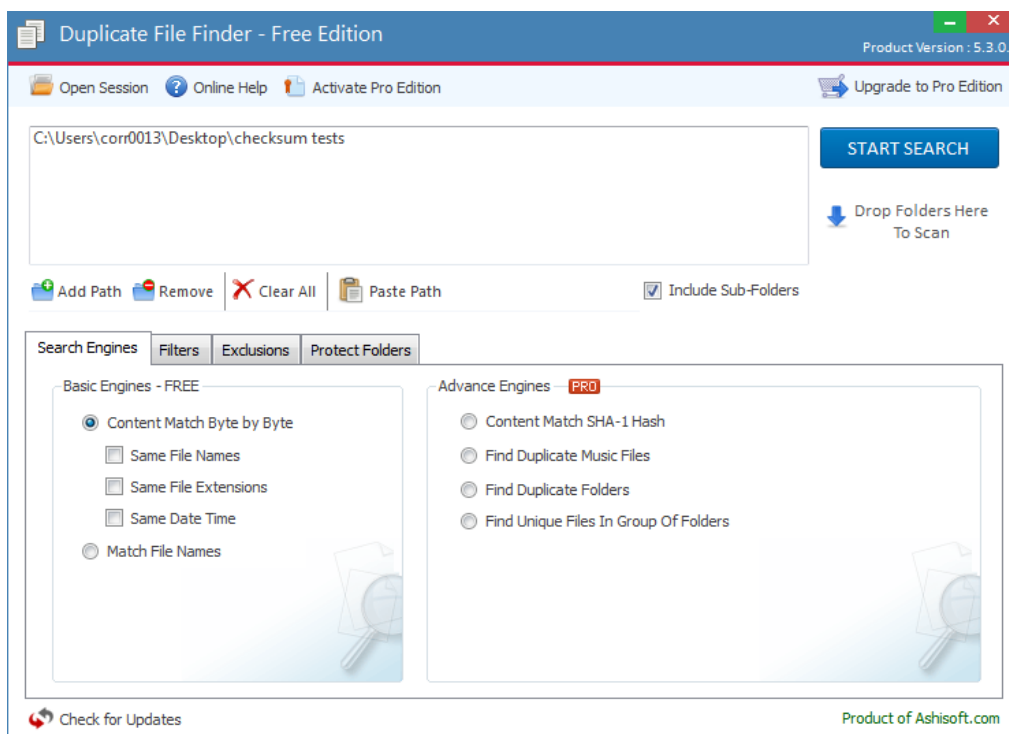 Duplicate File Finder - Free Edition
Product Version : 5.3.0.
Open Session Online Help Activate Pro Edition Upgrade to Pro Edition
C:\Users\corr0013\Desktop\checksum tests
START SEARCH
Drop Folders Here
To Scan
Add Path Remove Clear All Paste Path Include Sub-Folders
Search Engines Filters Exclusions Protect Folders
Basic Engines - FREE
Content Match Byte by Byte
Same File Names
Same File Extensions
Same Date Time
Match File Names
Advance Engines PRO
Content Match SHA-1 Hash
Find Duplicate Music Files
Find Duplicate Folders
Find Unique Files In Group Of Folders
Check for Updates Product of Ashisoft.com